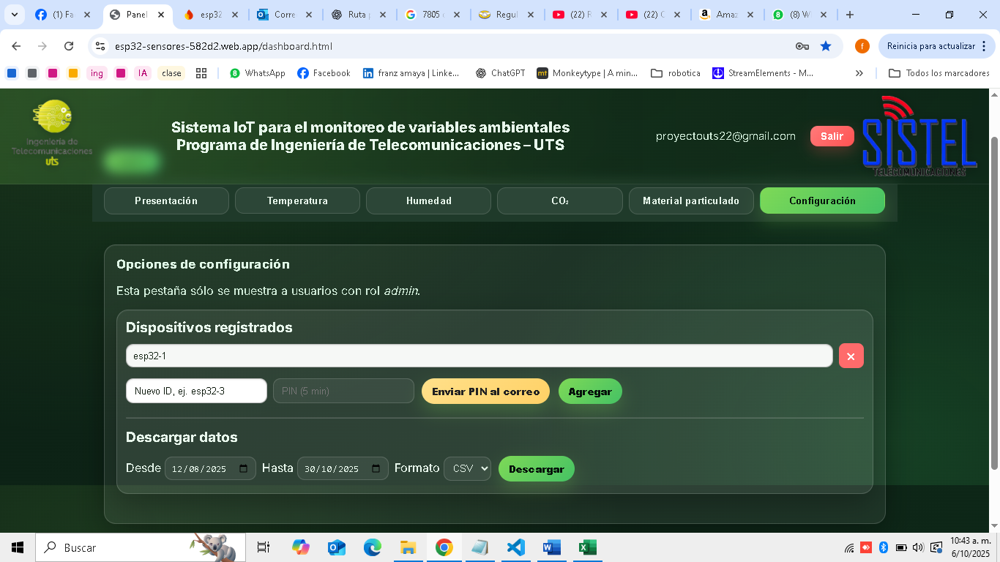 (1) Fa
Panel
esp32
Corre
Ruta p
7805 c
Regul
(22) F
(22) C
Amaz
(8) W
esp32-sensores-582d2.web.app/dashboard.html
f
Reinicia para actualizar
ing
IA
clase
WhatsApp
Facebook
franz amaya | Linke...
ChatGPT
Monkeytype | A min...
robotica
StreamElements - M...
Todos los marcadores
Ingeniería de
Telecomunicaciones
uts
Sistema IoT para el monitoreo de variables ambientales
Programa de Ingeniería de Telecomunicaciones – UTS
proyectouts22@gmail.com
Salir
SISTEL
TELECOMUNICACIONES
Presentación
Temperatura
Humedad
CO₂
Material particulado
Configuración
Opciones de configuración
Esta pestaña sólo se muestra a usuarios con rol admin.
Dispositivos registrados
esp32-1
×
Nuevo ID, ej. esp32-3
PIN (5 min)
Enviar PIN al correo
Agregar
Descargar datos
Desde
12/08/2025
Hasta
30/10/2025
Formato
CSV
Descargar
Buscar
10:43 a. m.
6/10/2025